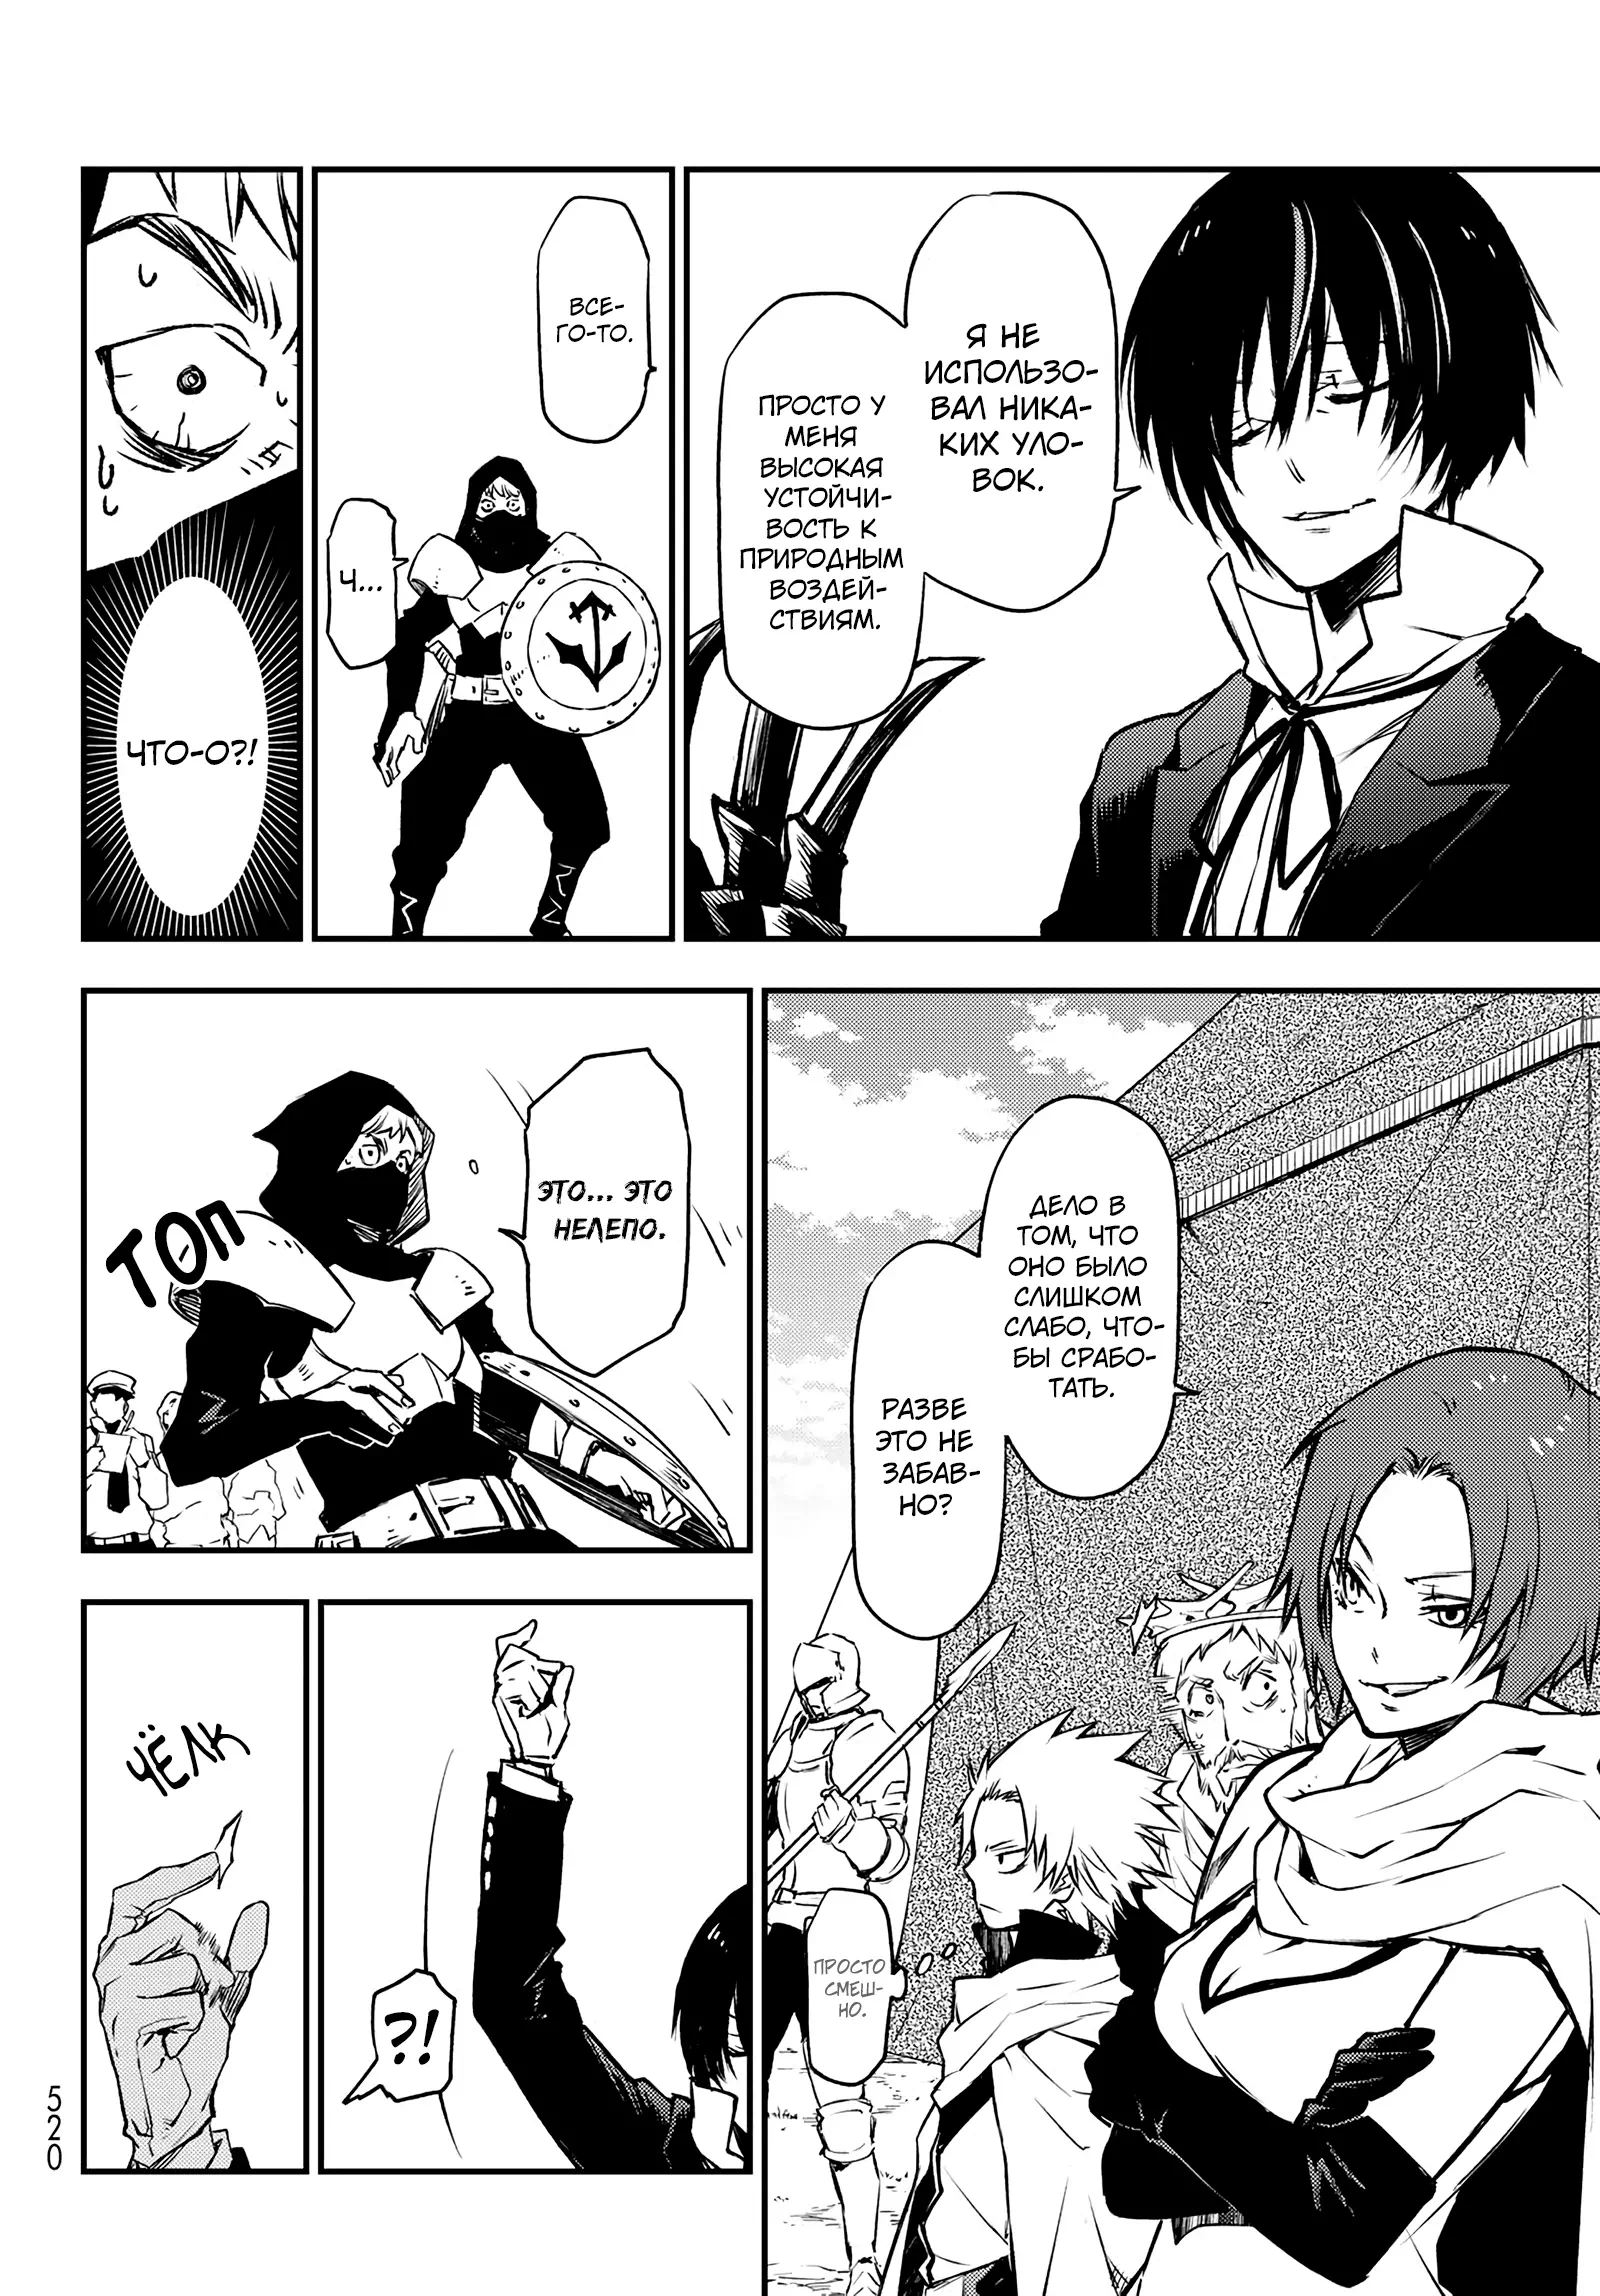 Я НЕ
ИСПОЛЬЗО-
ВАЛ НИКА-
КИХ УЛО-
ВОК.
ПРОСТО У
МЕНЯ
ВЫСОКАЯ
УСТОЙЧИ-
ВОСТЬ К
ПРИРОДНЫМ
ВОЗДЕЙ-
СТВИЯМ.
ВСЕ-
ГО-ТО.
Ч...
ЧТО-О?!
ДЕЛО В
ТОМ, ЧТО
ОНО БЫЛО
СЛИШКОМ
СЛАБО, ЧТО-
БЫ СРАБО-
ТАТЬ.
РАЗВЕ
ЭТО НЕ
ЗАБАВ-
НО?
ПРОСТО
СМЕШ-
НО.
ЭТО... ЭТО
НЕЛЕПО.
ТОП
?!
ЧЁЛК
520